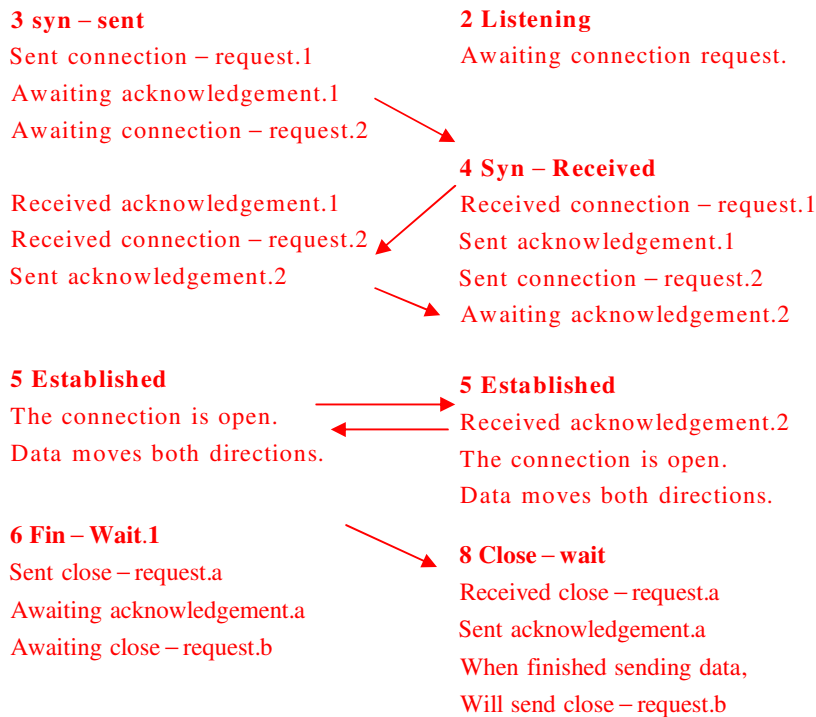 3 syn – sent
Sent connection – request.1
Awaiting acknowledgement.1
Awaiting connection – request.2
Received acknowledgement.1
Received connection – request.2
Sent acknowledgement.2
5 Established
The connection is open.
Data moves both directions.
6 Fin – Wait.1
Sent close – request.a
Awaiting acknowledgement.a
Awaiting close – request.b
2 Listening
Awaiting connection request.
4 Syn – Received
Received connection – request.1
Sent acknowledgement.1
Sent connection – request.2
Awaiting acknowledgement.2
5 Established
Received acknowledgement.2
The connection is open.
Data moves both directions.
8 Close – wait
Received close – request.a
Sent acknowledgement.a
When finished sending data,
Will send close – request.b